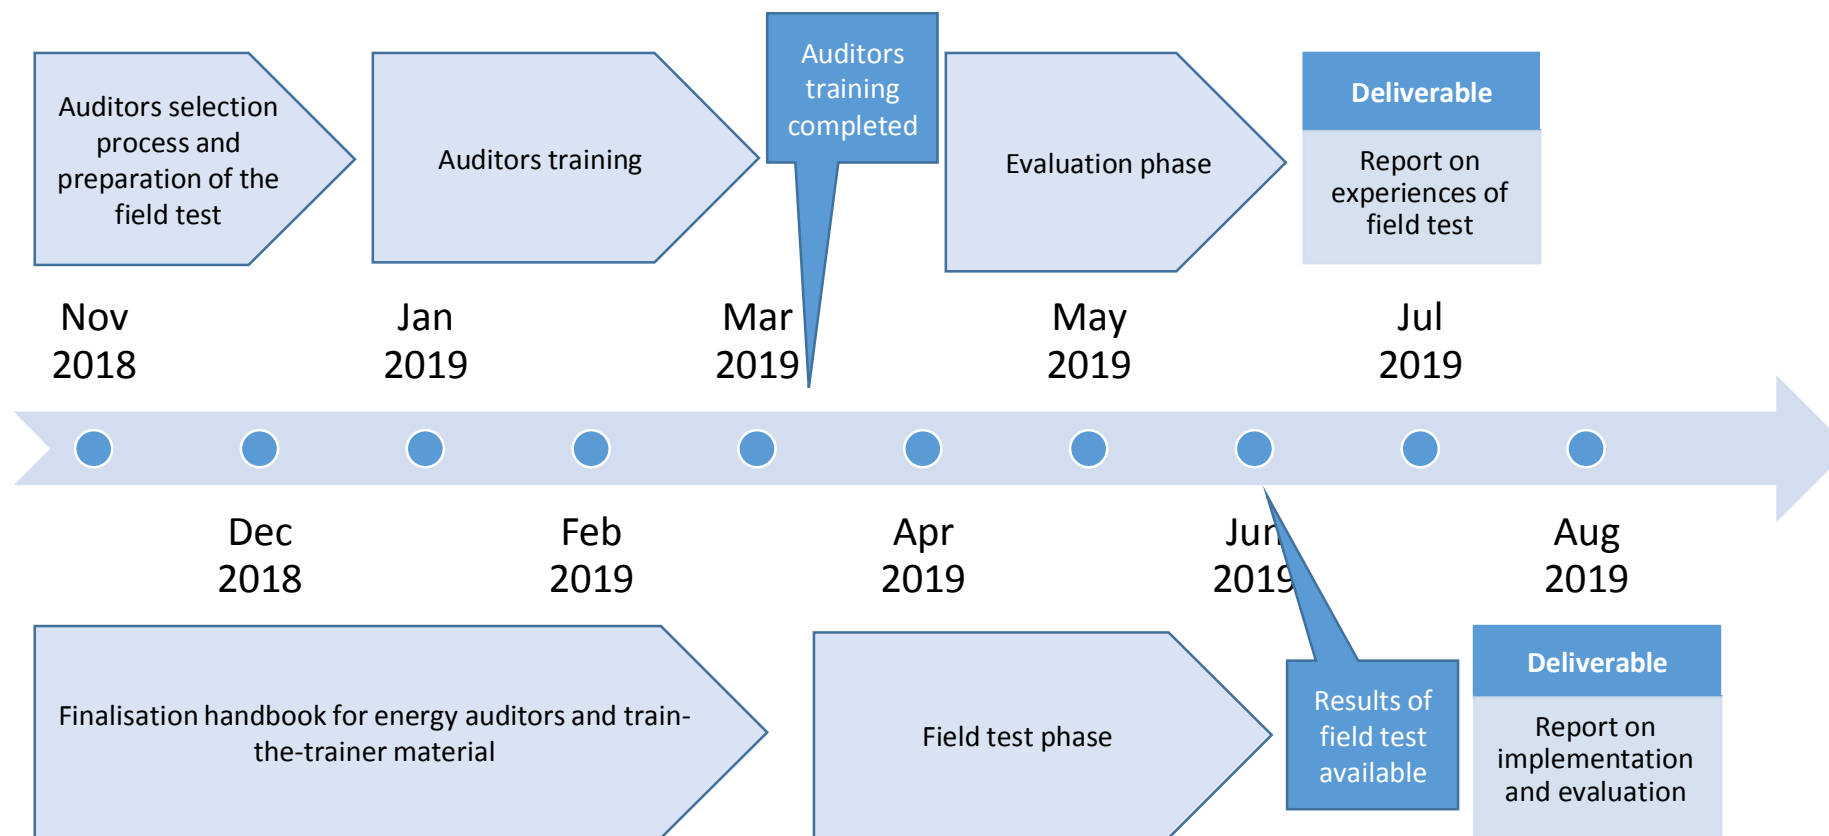 Auditors selection
process and
preparation of the
field test
Auditors training
Auditors
training
completed
Evaluation phase
Deliverable
Report on
experiences of
field test
Nov
2018
Jan
2019
Mar
2019
May
2019
Jul
2019
Dec
2018
Feb
2019
Apr
2019
Jun
2019
Aug
2019
Finalisation handbook for energy auditors and train-
the-trainer material
Field test phase
Results of
field test
available
Deliverable
Report on
implementation
and evaluation